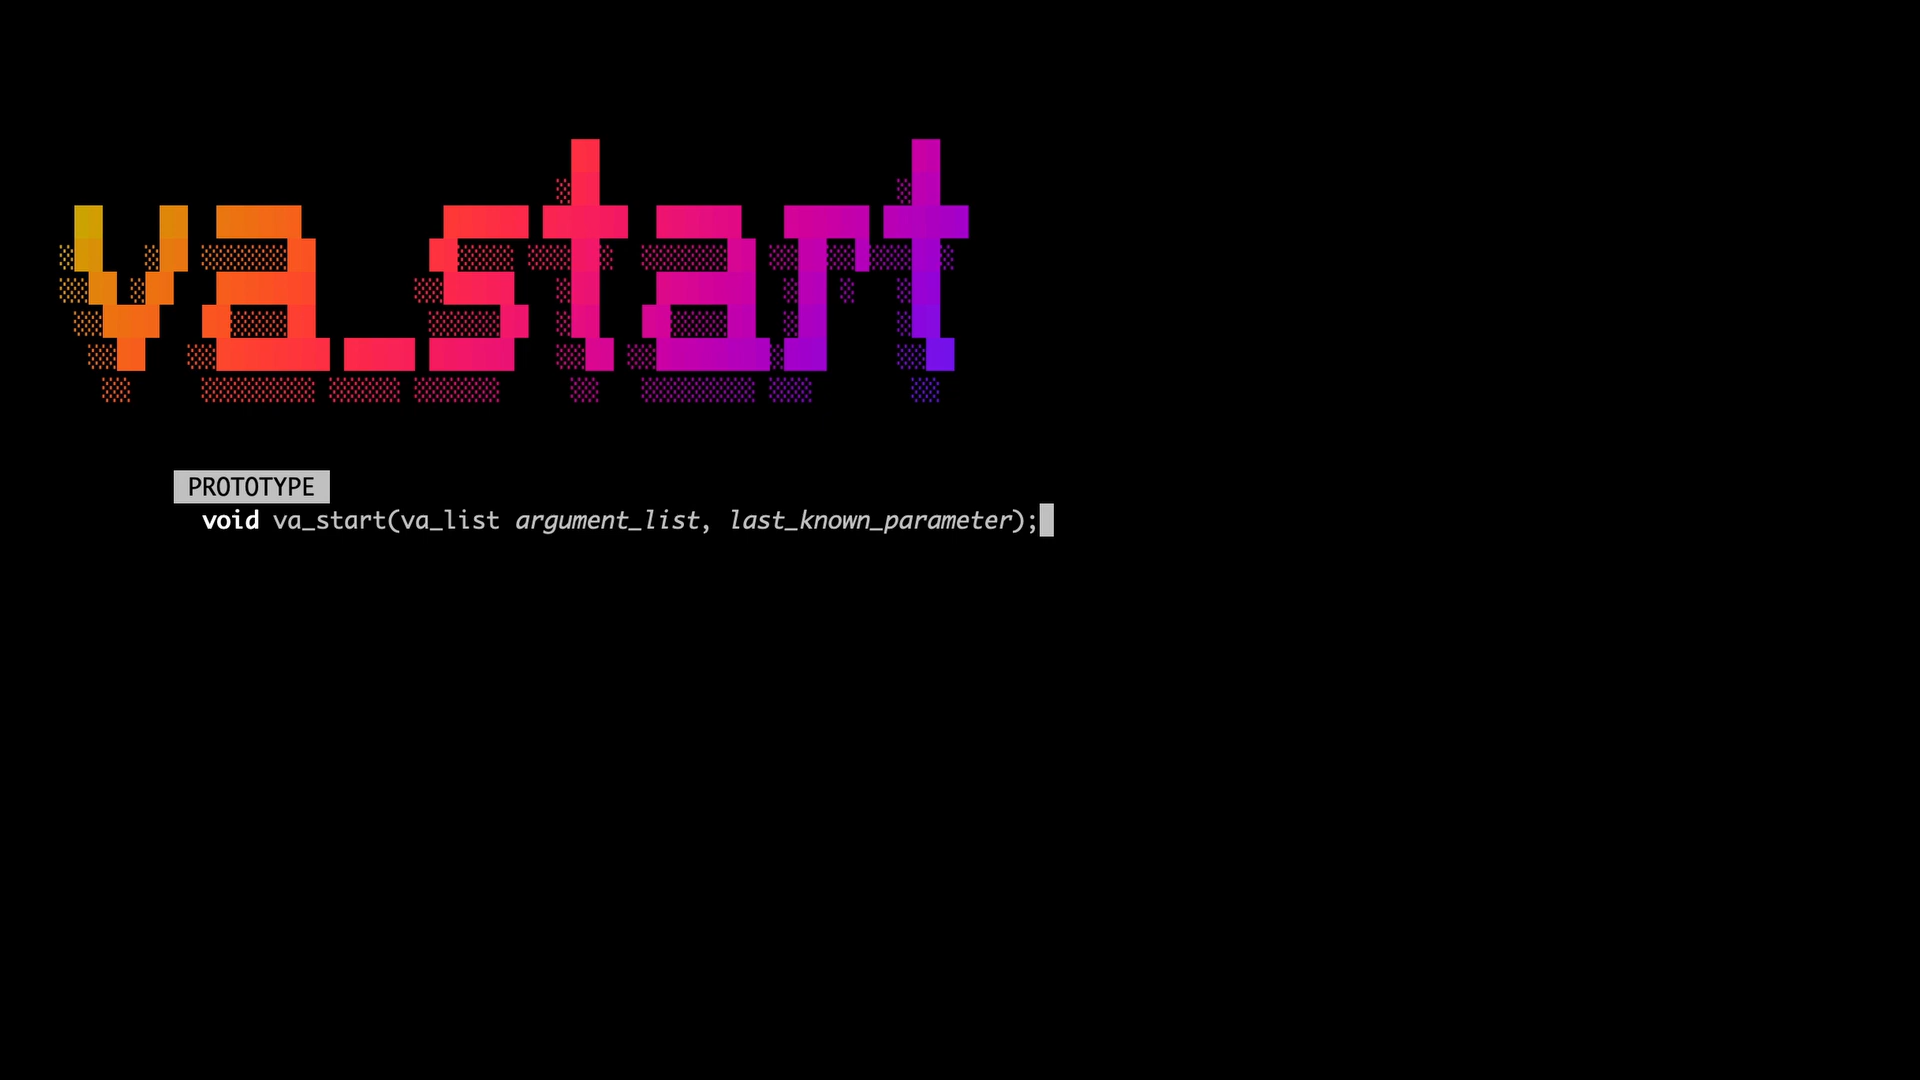 va_start
PROTOTYPE
void va_start(va_list argument_list, last_known_parameter);